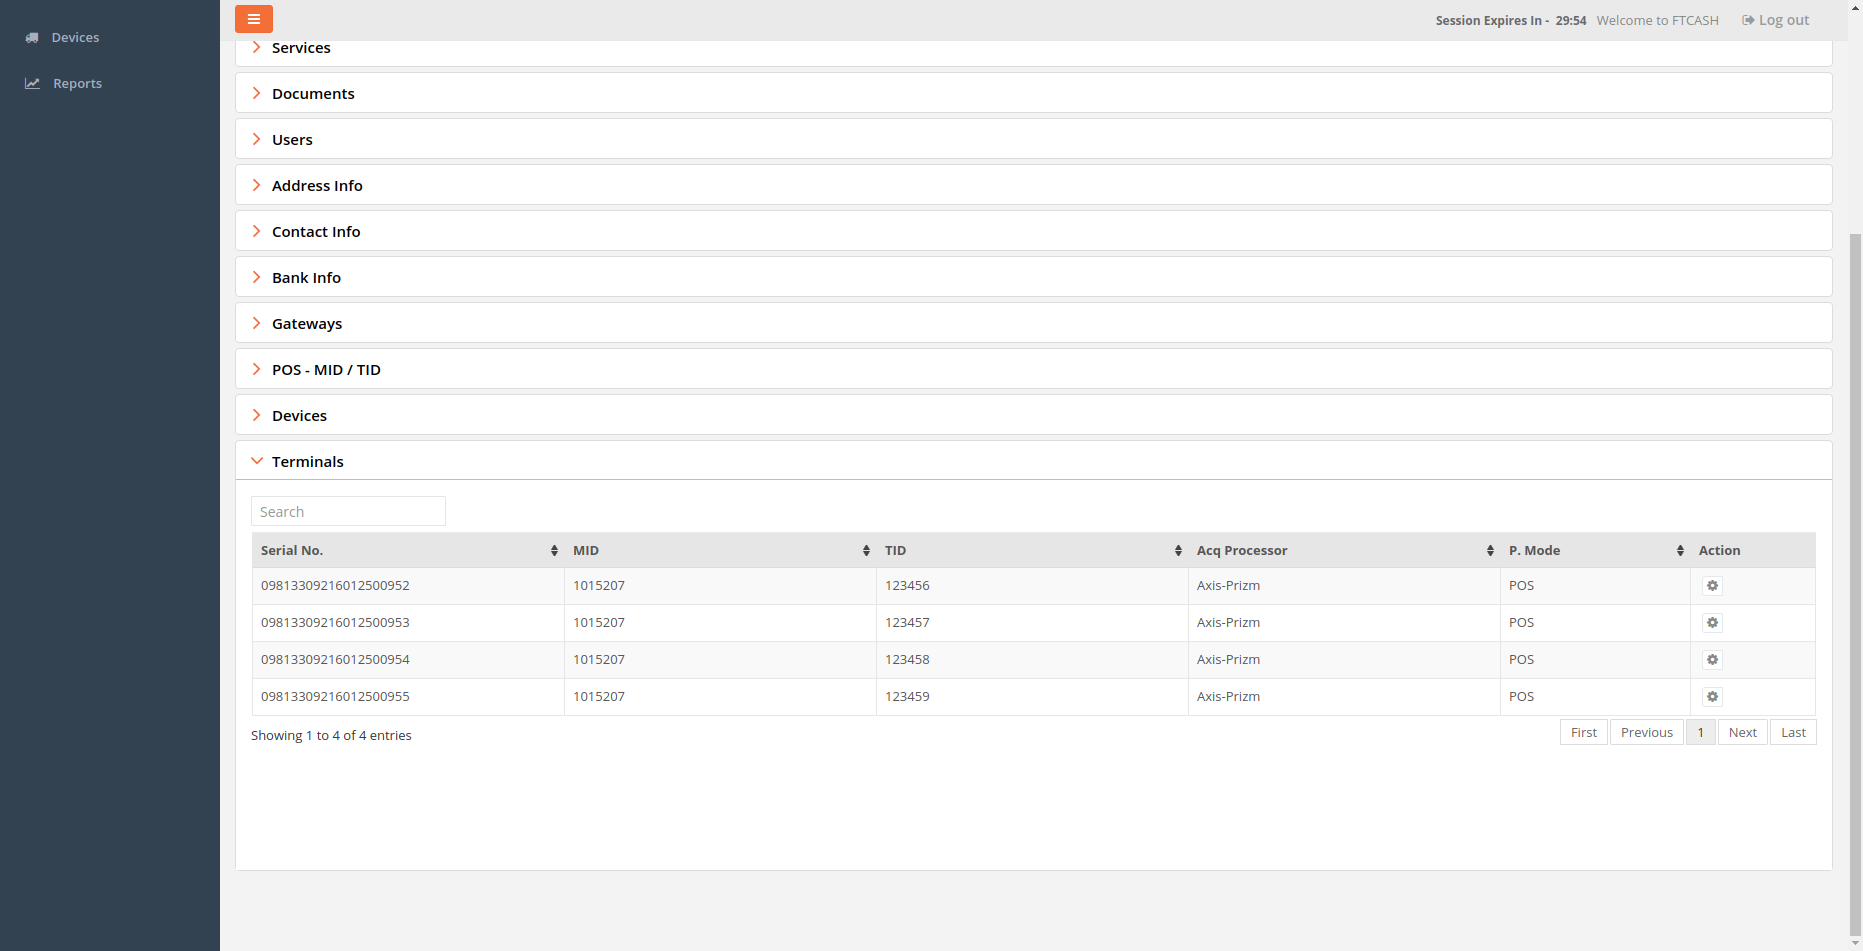 Devices
Reports
Session Expires In - 29:54 Welcome to FTCASH Log out
Services
Documents
Users
Address Info
Contact Info
Bank Info
Gateways
POS - MID / TID
Devices
Terminals
Search
Serial No. MID TID Acq Processor P. Mode Action
09813309216012500952 1015207 123456 Axis-Prizm POS
09813309216012500953 1015207 123457 Axis-Prizm POS
09813309216012500954 1015207 123458 Axis-Prizm POS
09813309216012500955 1015207 123459 Axis-Prizm POS
Showing 1 to 4 of 4 entries
First Previous 1 Next Last